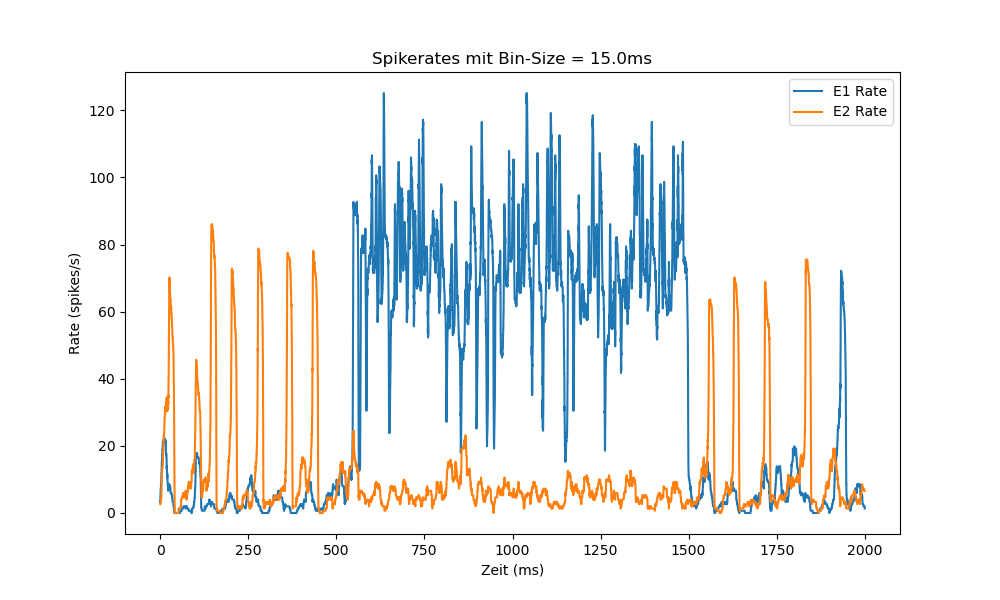 Spikerates mit Bin-Size = 15.0ms
E1 Rate
E2 Rate
120
100
80
60
40
20
0
Rate (spikes/s)
0 250 500 750 1000 1250 1500 1750 2000
Zeit (ms)